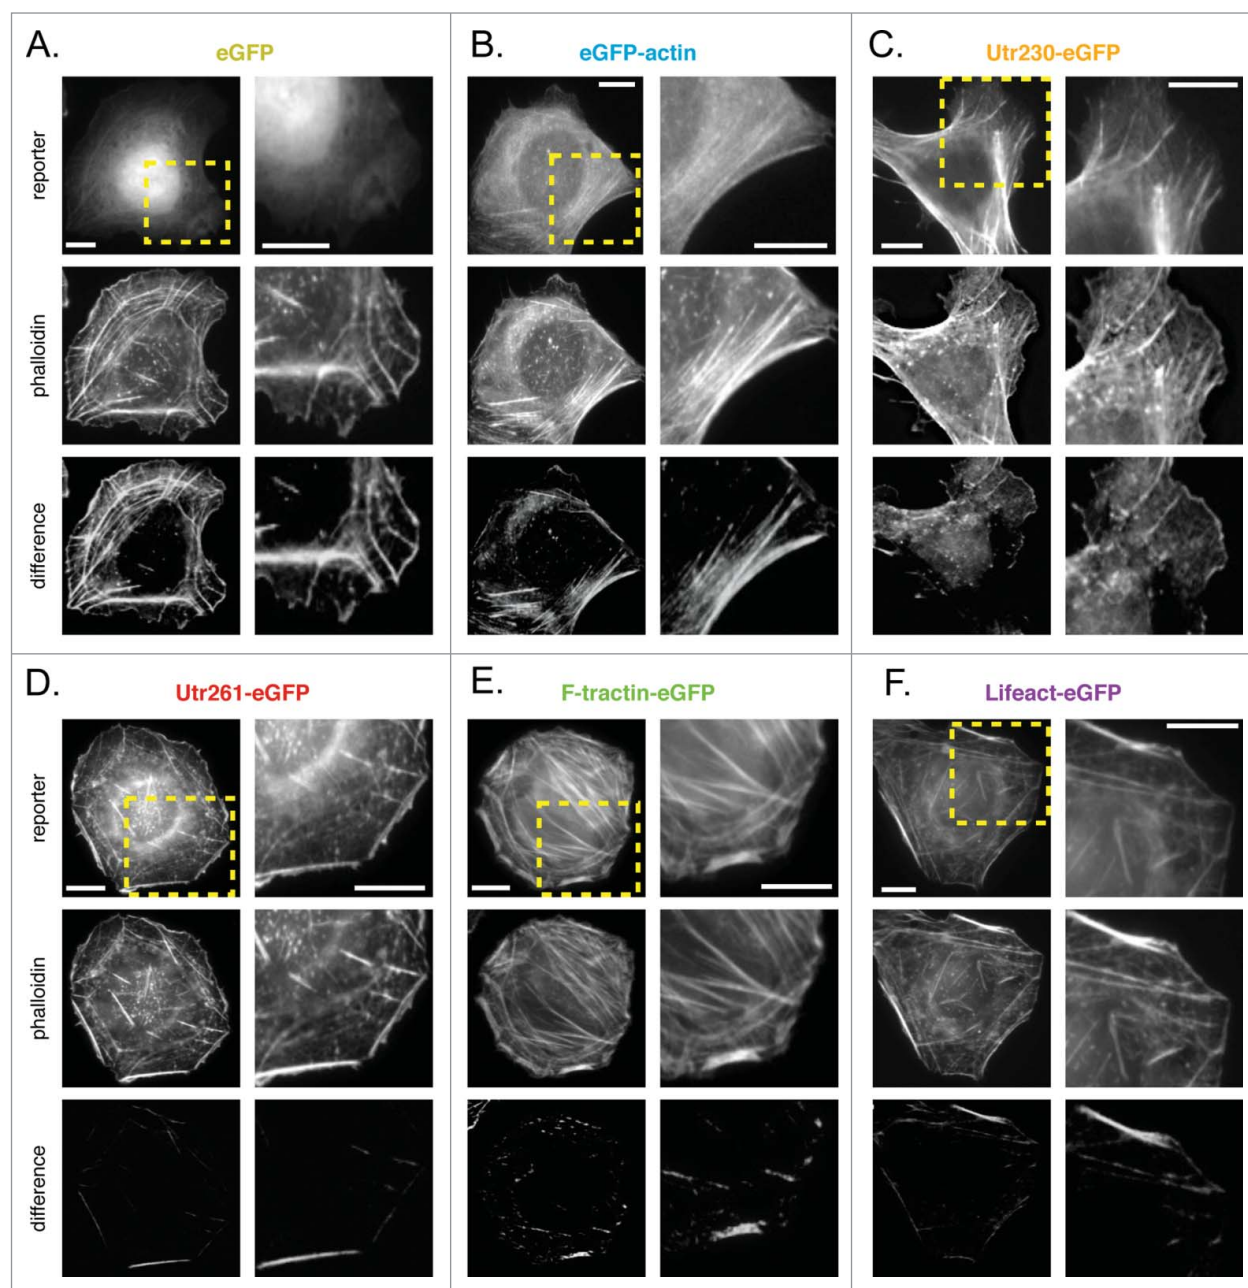 A.
eGFP
B.
eGFP-actin
C.
Utr230-eGFP
reporter
phalloidin
difference
D.
Utr261-eGFP
E.
F-tractin-eGFP
F.
Lifeact-eGFP
reporter
phalloidin
difference